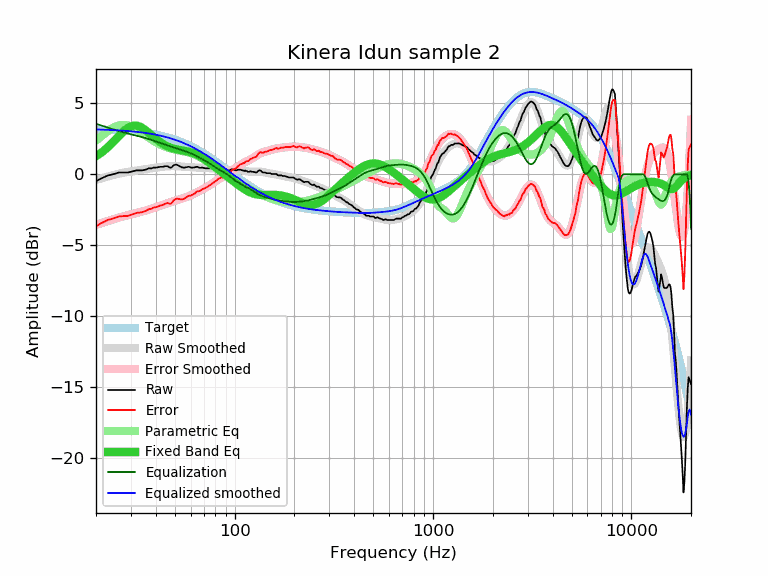 Kinera Idun sample 2
Amplitude (dBr)
5
0
−5
−10
−15
−20
Target
Raw Smoothed
Error Smoothed
Raw
Error
Parametric Eq
Fixed Band Eq
Equalization
Equalized smoothed
100
1000
10000
Frequency (Hz)